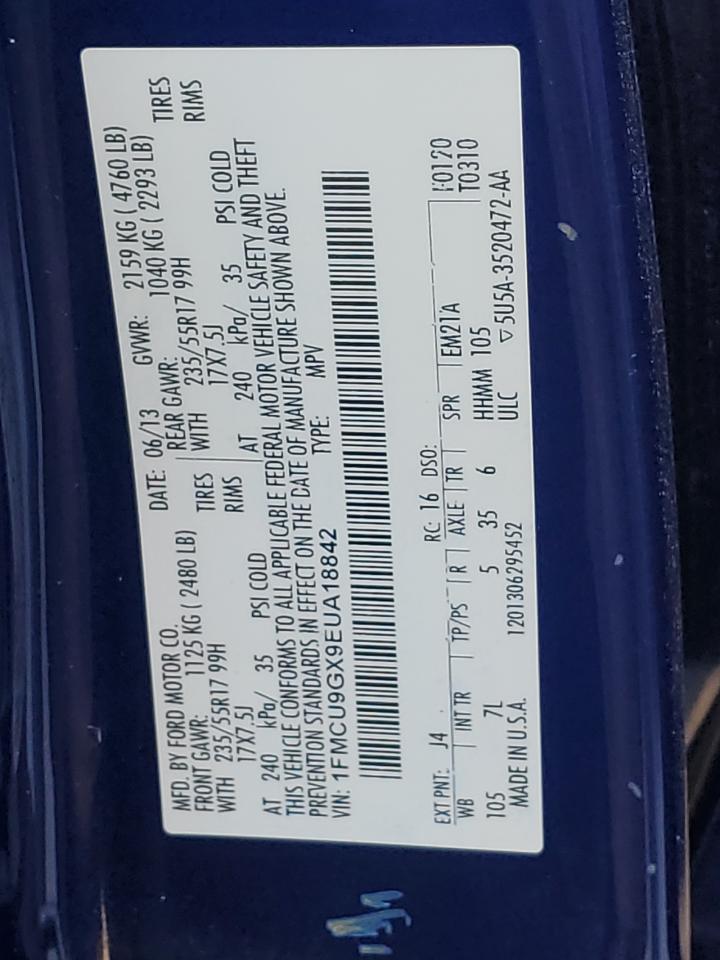 MFD. BY FORD MOTOR CO.
DATE: 06/13 GVWR: 2159 KG ( 4760 LB)
FRONT GAWR: 1125 KG ( 2480 LB) REAR GAWR: 1040 KG ( 2293 LB)
WITH 235/55R17 99H TIRES WITH 235/55R17 99H TIRES
17X7.5J RIMS 17X7.5J RIMS
AT 240 kPa/ 35 PSI COLD AT 240 kPa/ 35 PSI COLD
THIS VEHICLE CONFORMS TO ALL APPLICABLE FEDERAL MOTOR VEHICLE SAFETY AND THEFT
PREVENTION STANDARDS IN EFFECT ON THE DATE OF MANUFACTURE SHOWN ABOVE.
VIN: 1FMCU9GX9EUA18842 TYPE: MPV
EXT PNT: J4 RC: 16 DSO: F0120
WB INT TR TP/PS R AXLE TR SPR EM21A T0310
105 7L 5 35 6 HHMM 105
MADE IN U.S.A. 1201306295452 ULC ▽5U5A-3520472-AA